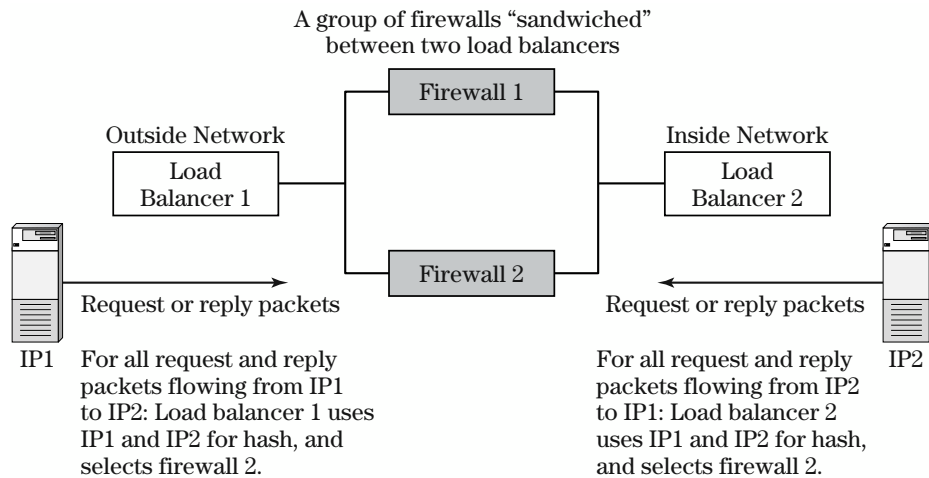 A group of firewalls “sandwiched”
between two load balancers
Firewall 1
Outside Network
Load
Balancer 1
Inside Network
Load
Balancer 2
Firewall 2
Request or reply packets
Request or reply packets
IP1
For all request and reply
packets flowing from IP1
to IP2: Load balancer 1 uses
IP1 and IP2 for hash, and
selects firewall 2.
For all request and reply
packets flowing from IP2
to IP1: Load balancer 2
uses IP1 and IP2 for hash,
and selects firewall 2.
IP2